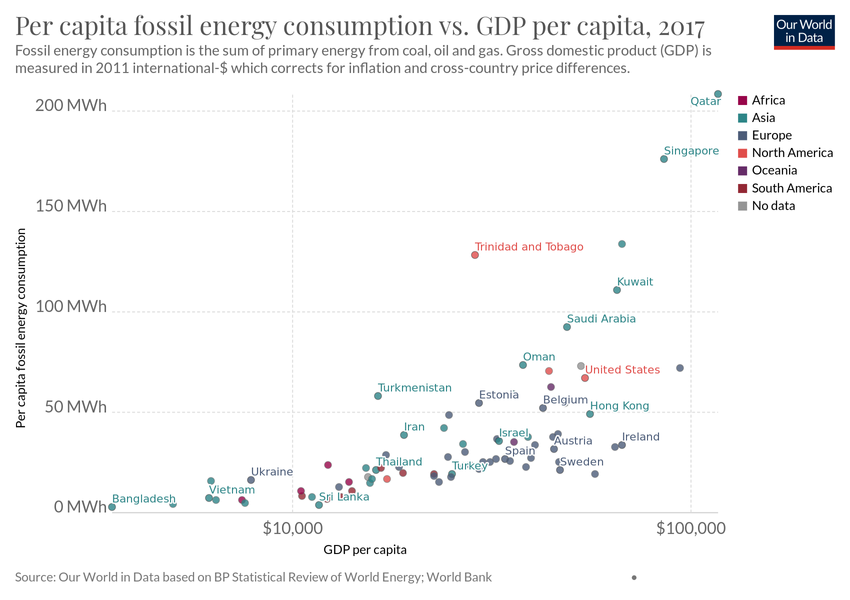 Per capita fossil energy consumption vs. GDP per capita, 2017
Our World
in Data
Fossil energy consumption is the sum of primary energy from coal, oil and gas. Gross domestic product (GDP) is
measured in 2011 international-$ which corrects for inflation and cross-country price differences.
200 MWh
Qatar
Africa
Asia
Europe
North America
Oceania
South America
No data
Singapore
150 MWh
Trinidad and Tobago
Kuwait
100 MWh
Saudi Arabia
Oman
United States
Turkmenistan
Estonia
Belgium
Hong Kong
50 MWh
Iran
Israel
Austria
Ireland
Spain
Thailand
Turkey
Sweden
Ukraine
Vietnam
Bangladesh
Sri Lanka
0 MWh
$10,000
$100,000
Per capita fossil energy consumption
GDP per capita
Source: Our World in Data based on BP Statistical Review of World Energy; World Bank